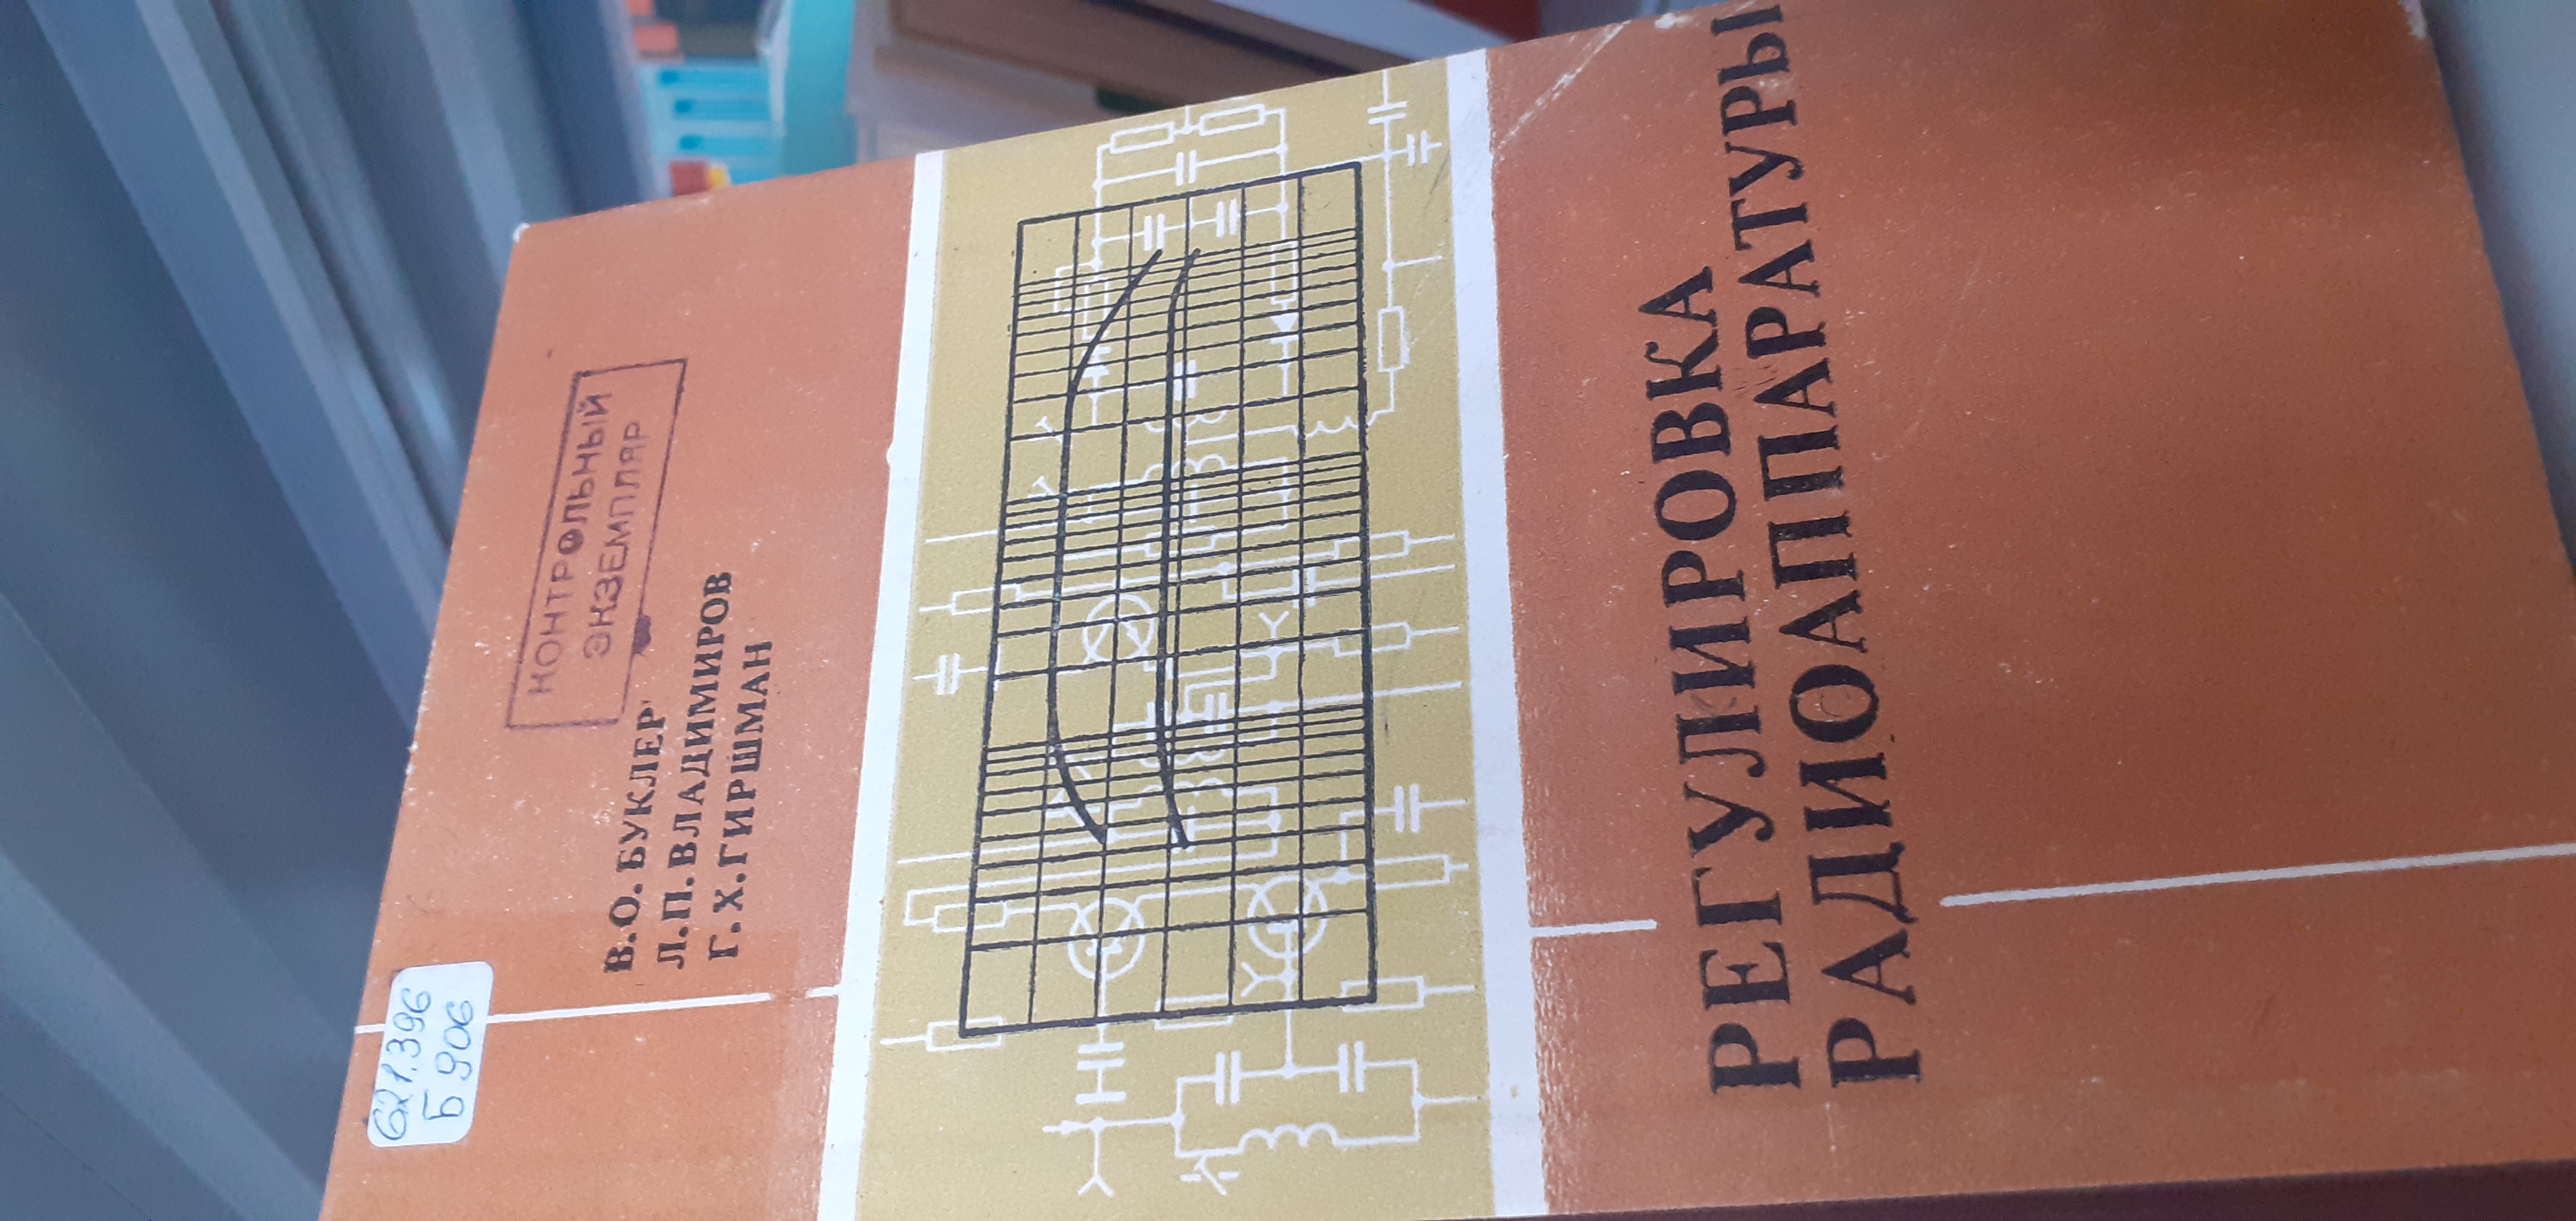 621.396
Б 906
КОНТРОЛЬНЫЙ
ЭКЗЕМПЛЯР
В.О.БУКЛЕР
Л.П.ВЛАДИМИРОВ
Г.Х.ГИРШМАН
РЕГУЛИРОВКА
РАДИОАППАРАТУРЫ